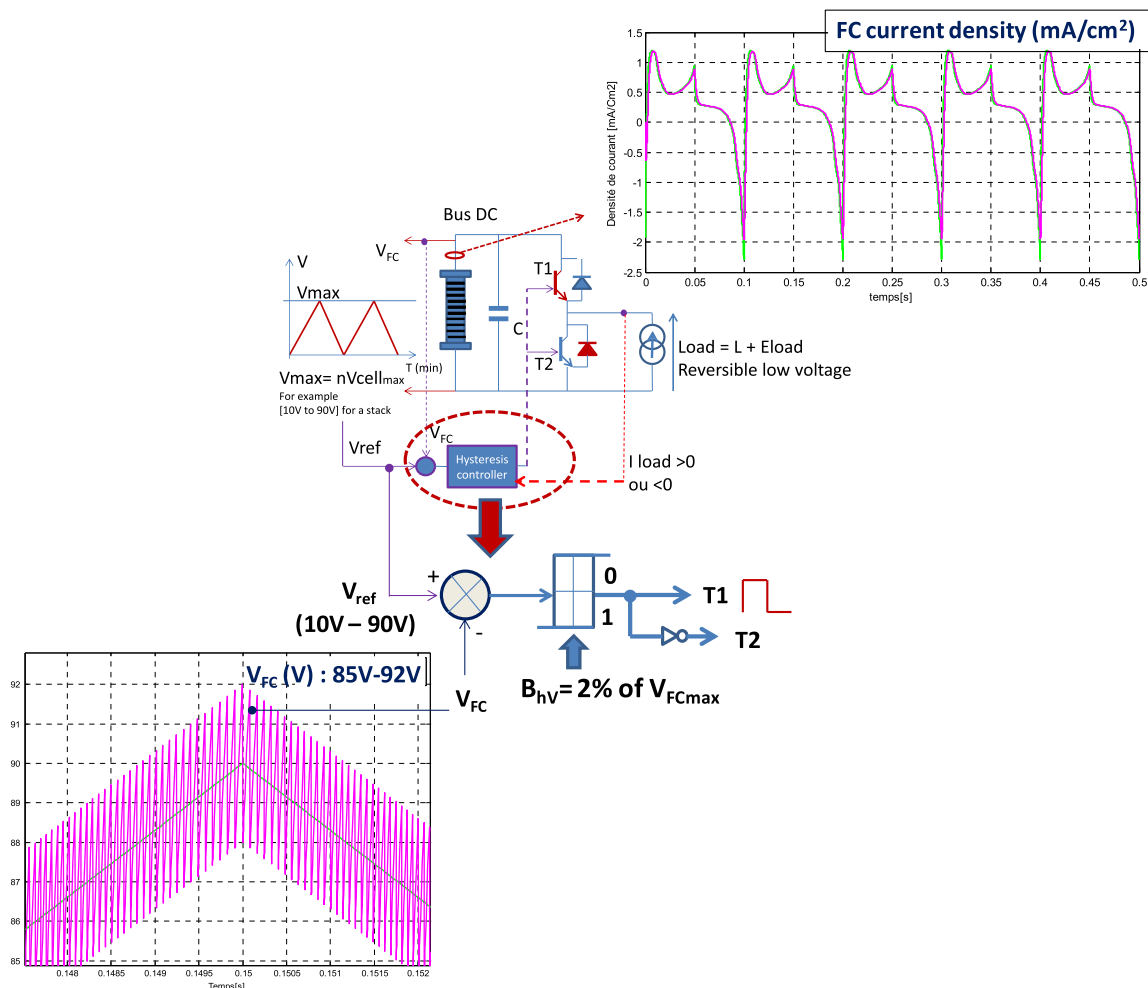 FC current density (mA/cm²)
1.5
1
0.5
0
-0.5
-1
-1.5
-2
-2.5
Densité de courant [mA/Cm2]
0
0.05
0.1
0.15
0.2
0.25
0.3
0.35
0.4
0.45
0.5
temps[s]
Bus DC
VFC
V
Vmax
T (min)
T1
C
T2
Load = L + Eload
Reversible low voltage
Vmax= nVcellmax
For example
[10V to 90V] for a stack
Vref
VFC
Hysteresis
controller
I load >0
ou <0
+
-
Vref
(10V – 90V)
0
1
T1
T2
BhV= 2% of VFCmax
VFC
VFC (V) : 85V-92V
92
91
90
89
88
87
86
85
0.148
0.1485
0.149
0.1495
0.15
0.1505
0.151
0.1515
0.152
Temps[s]